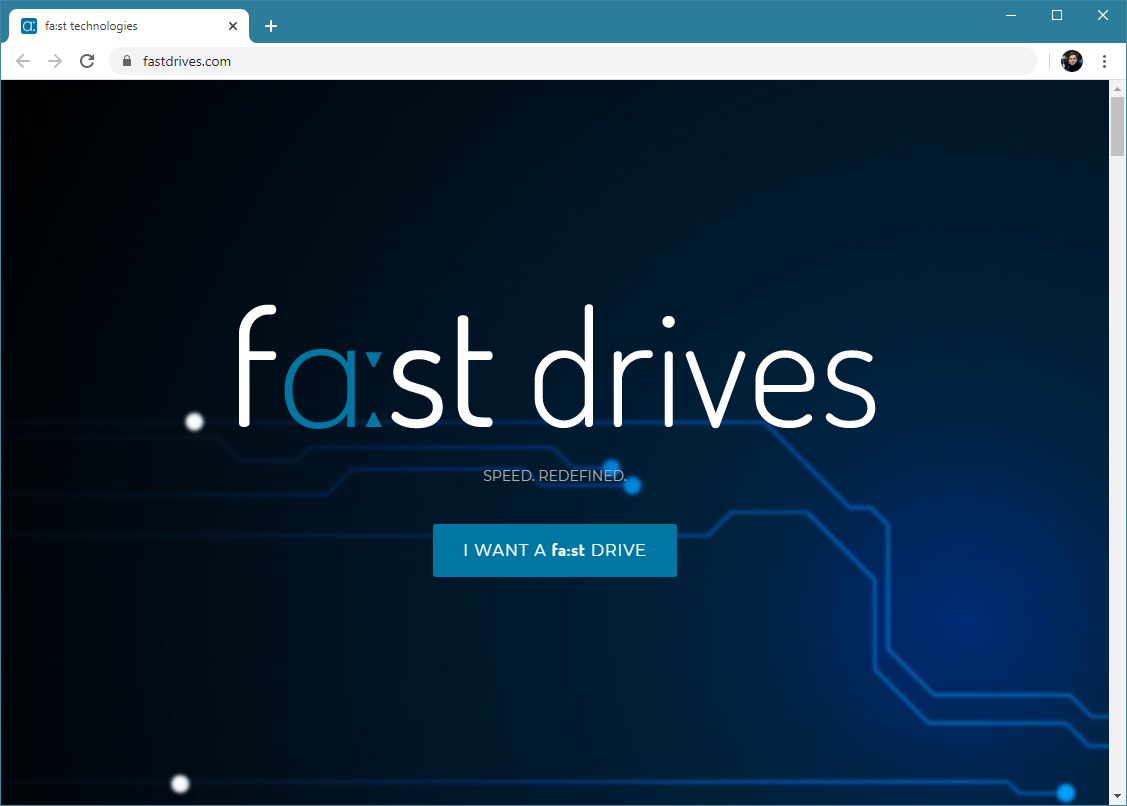 fa:st technologies
fastdrives.com
fa:st drives
SPEED. REDEFINED.
I WANT A fa:st DRIVE